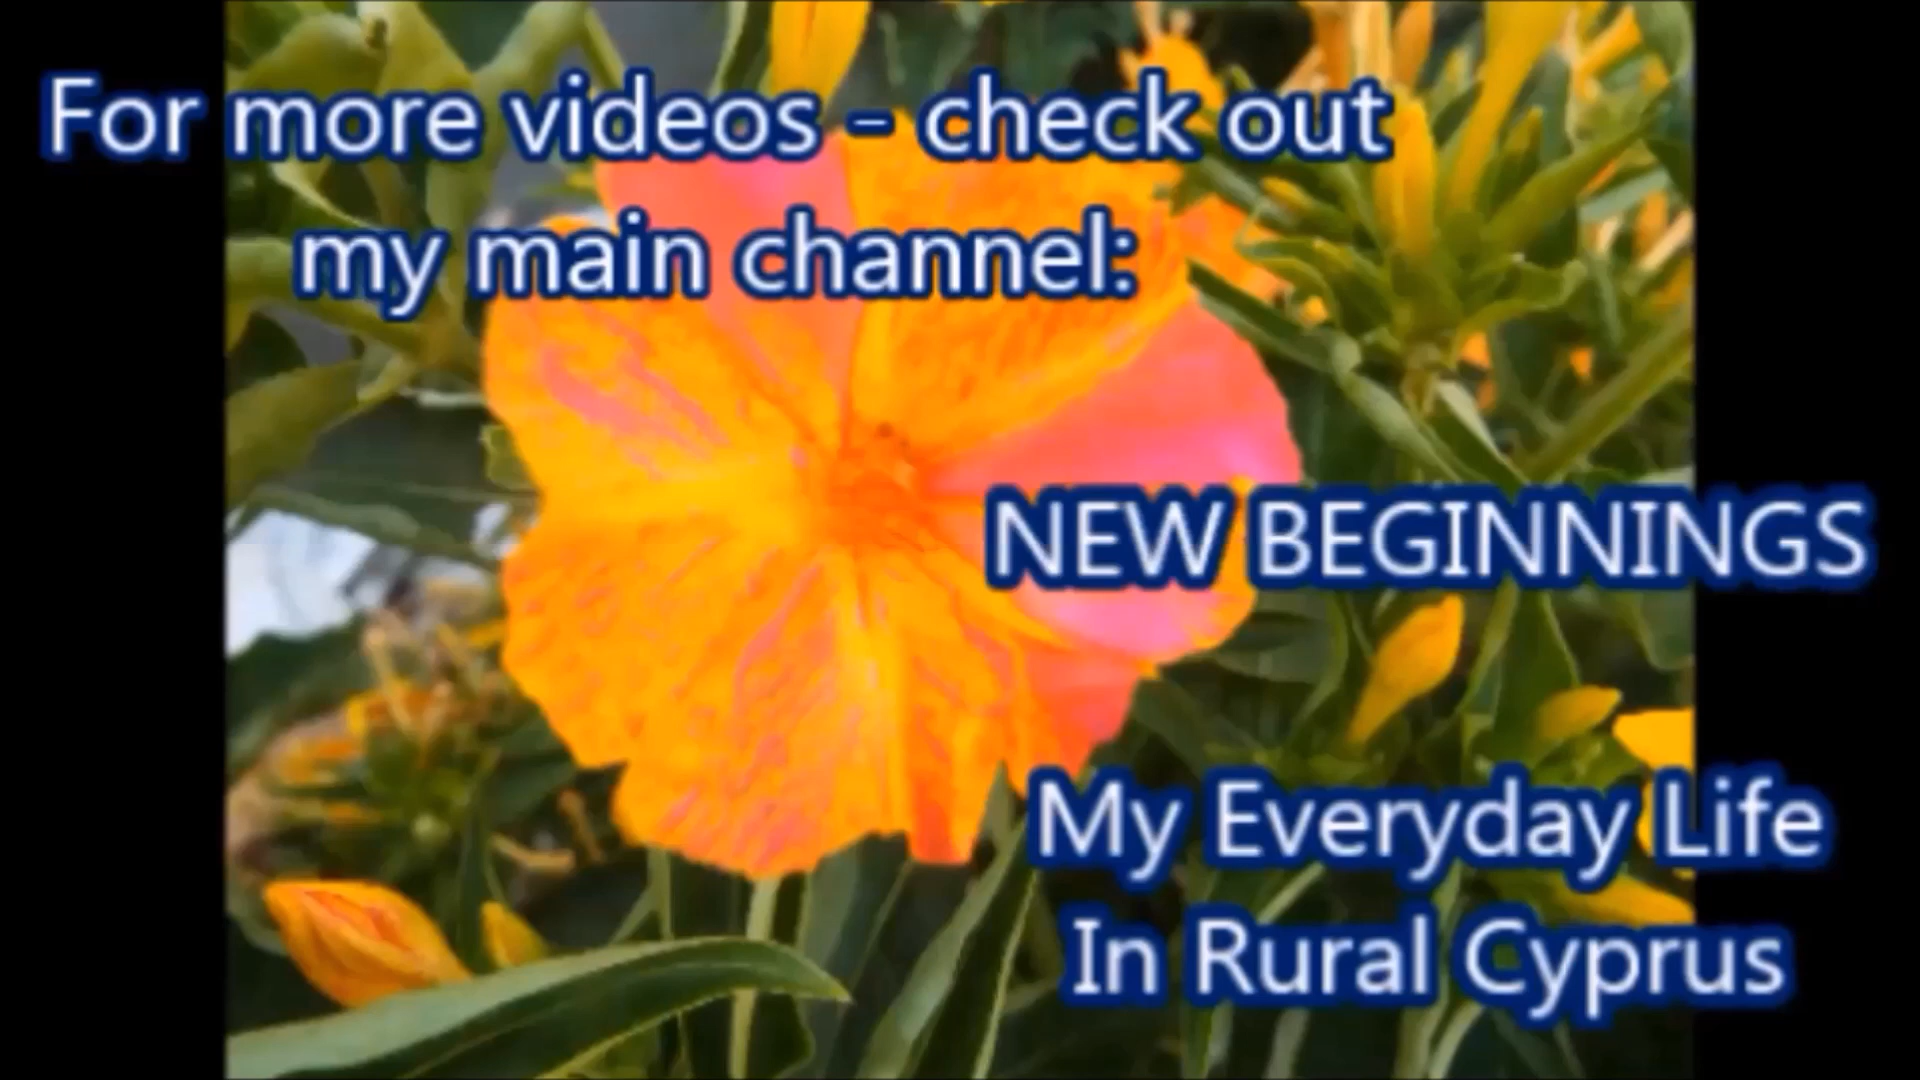 For more videos - check out
my main channel:
NEW BEGINNINGS
My Everyday Life
In Rural Cyprus